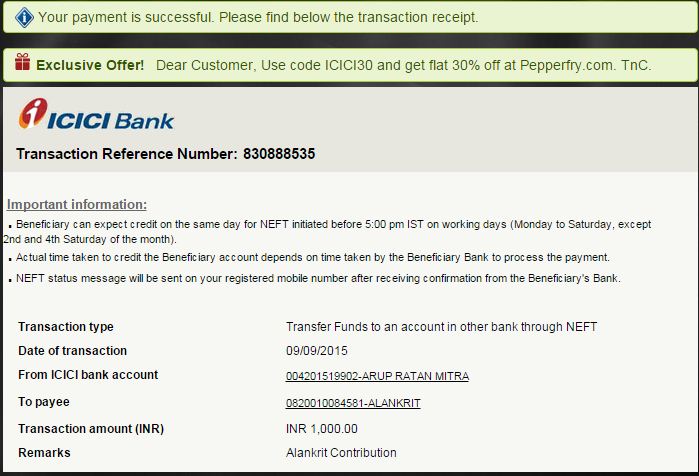 Your payment is successful. Please find below the transaction receipt.
Exclusive Offer! Dear Customer, Use code ICICI30 and get flat 30% off at Pepperfry.com. TnC.
ICICI Bank
Transaction Reference Number: 830888535
Important information:
. Beneficiary can expect credit on the same day for NEFT initiated before 5:00 pm IST on working days (Monday to Saturday, except
2nd and 4th Saturday of the month).
. Actual time taken to credit the Beneficiary account depends on time taken by the Beneficiary Bank to process the payment.
. NEFT status message will be sent on your registered mobile number after receiving confirmation from the Beneficiary's Bank.
Transaction type Transfer Funds to an account in other bank through NEFT
Date of transaction 09/09/2015
From ICICI bank account 004201519902-ARUP RATAN MITRA
To payee 0820010084581-ALANKRIT
Transaction amount (INR) INR 1,000.00
Remarks Alankrit Contribution